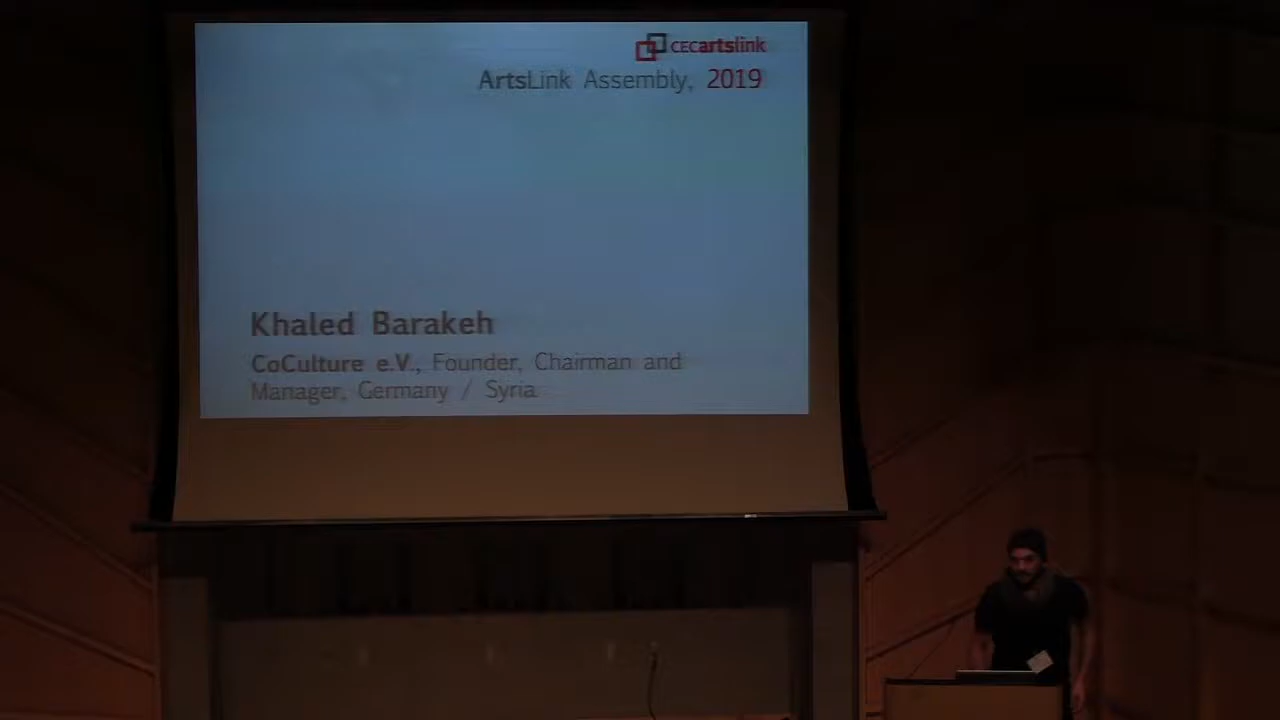 CECartslink
ArtsLink Assembly, 2019
Khaled Barakeh
CoCulture e.V., Founder, Chairman and
Manager, Germany / Syria